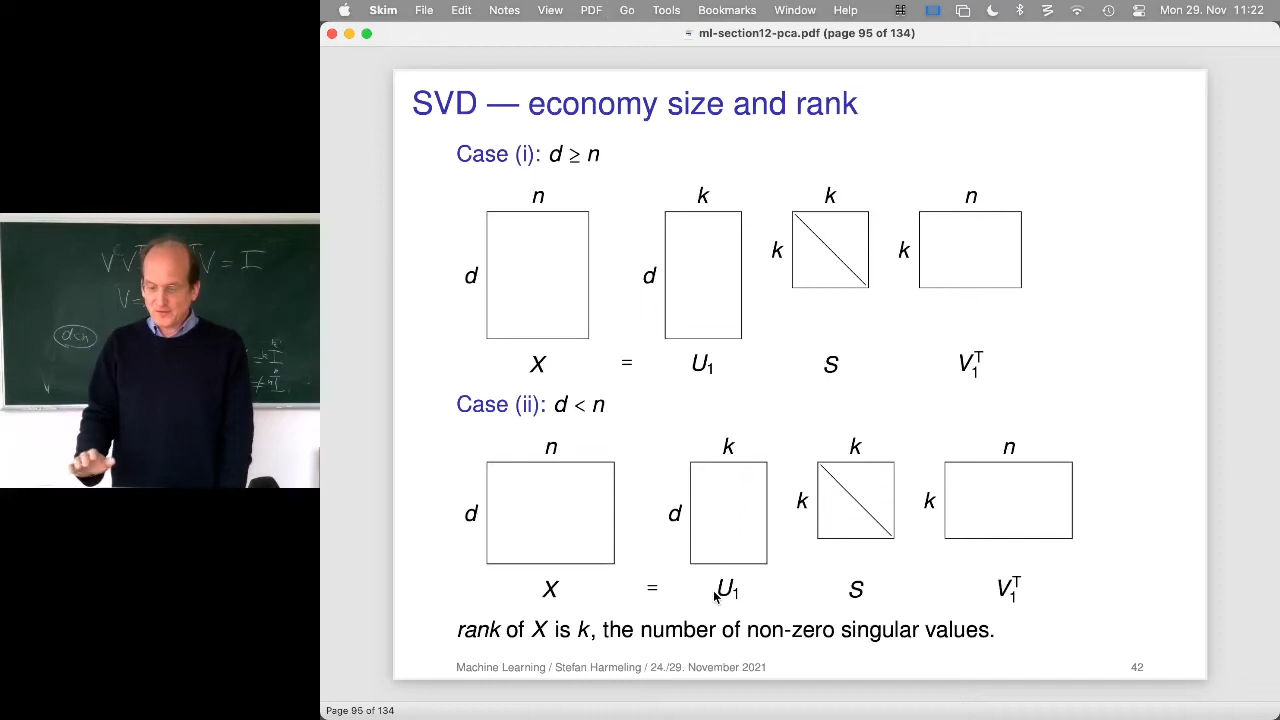 Skim File Edit Notes View PDF Go Tools Bookmarks Window Help Mon 29. Nov 11:22
ml-section12-pca.pdf (page 95 of 134)
SVD — economy size and rank
Case (i): d ≥ n
n k k n
d d k k
X = U₁ S V₁ᵀ
Case (ii): d < n
n k k n
d d k k
X = U₁ S V₁ᵀ
rank of X is k, the number of non-zero singular values.
Machine Learning / Stefan Harmeling / 24./29. November 2021 42
Page 95 of 134
V = I
V =
d<n